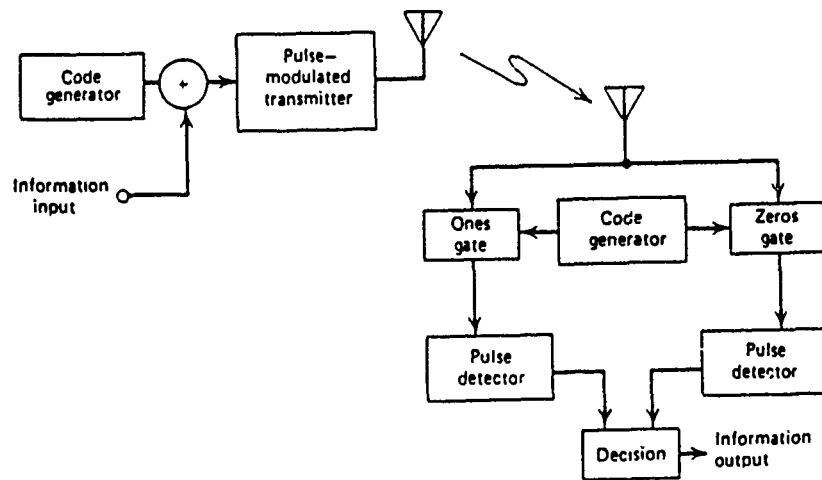 Code
generator
+
Pulse-
modulated
transmitter
Information
input
Ones
gate
Code
generator
Zeros
gate
Pulse
detector
Pulse
detector
Decision
Information
output